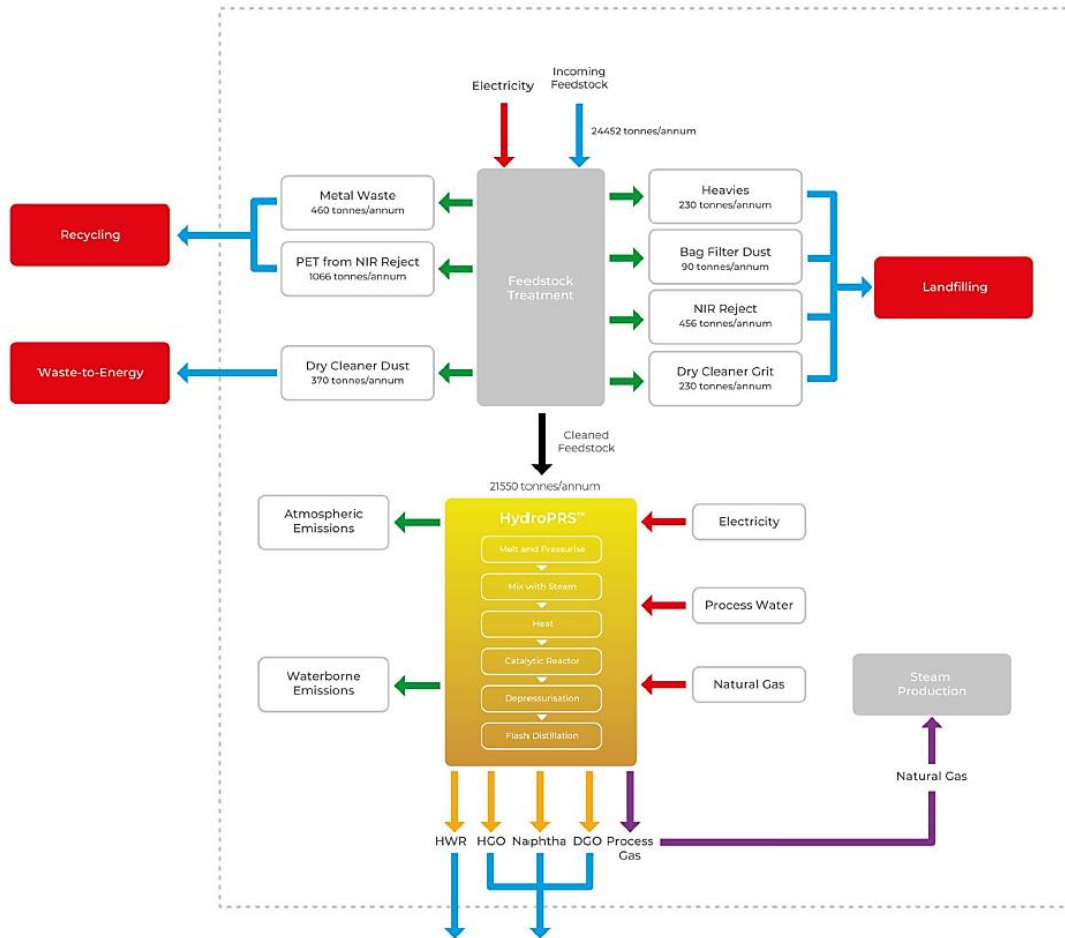 Electricity
Incoming
Feedstock
24452 tonnes/annum
Metal Waste
460 tonnes/annum
Heavies
230 tonnes/annum
Recycling
PET from NIR Reject
1066 tonnes/annum
Bag Filter Dust
90 tonnes/annum
Feedstock
Treatment
Landfilling
NIR Reject
456 tonnes/annum
Waste-to-Energy
Dry Cleaner Dust
370 tonnes/annum
Dry Cleaner Grit
230 tonnes/annum
Cleaned
Feedstock
21550 tonnes/annum
HydroPRS™
Atmospheric
Emissions
Electricity
Melt and Pressurise
Mix with Steam
Process Water
Heat
Catalytic Reactor
Waterborne
Emissions
Natural Gas
Steam
Production
Depressurisation
Flash Distillation
Natural Gas
HWR
HGO
Naphtha
DGO
Process
Gas